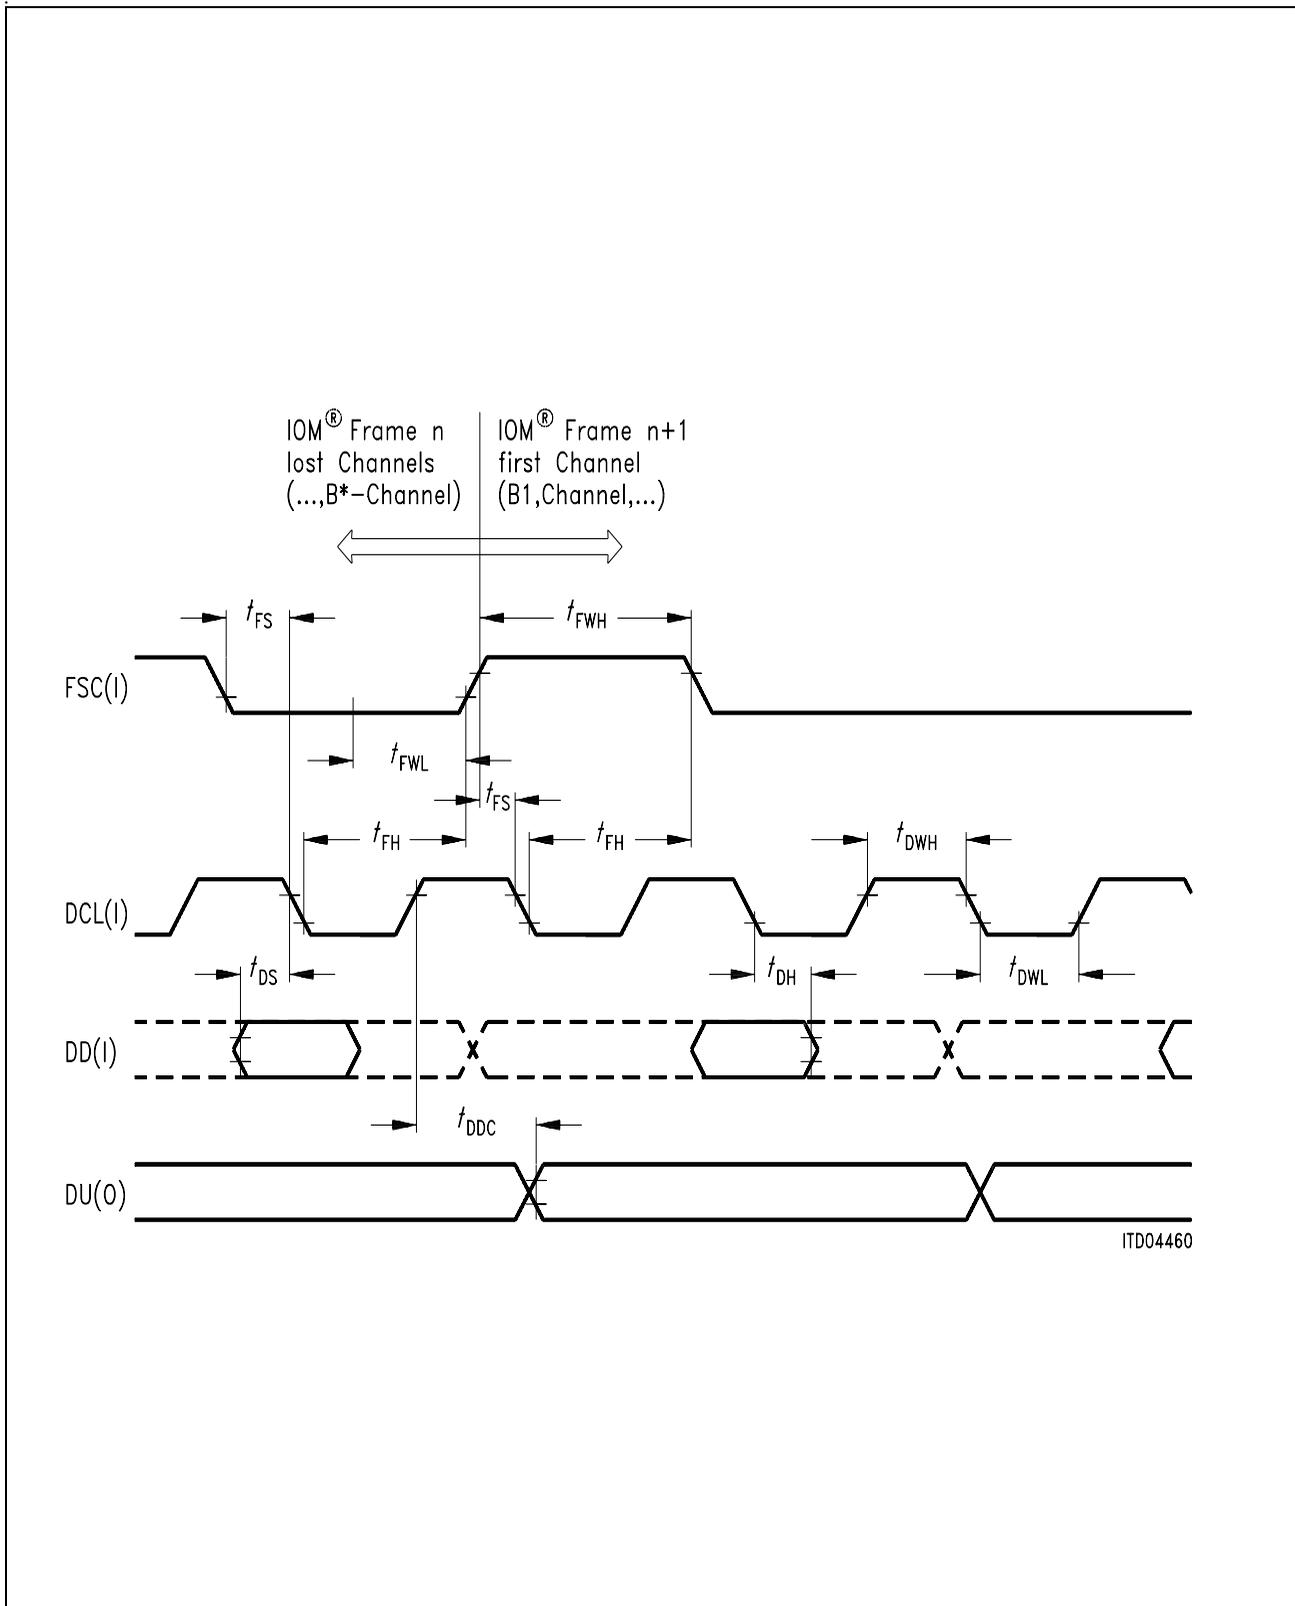 IOM® Frame n
lost Channels
(...,B*-Channel)
IOM® Frame n+1
first Channel
(B1,Channel,...)
tFS
tFWH
FSC(I)
tFWL
tFS
tFH
tFH
tDWH
DCL(I)
tDS
tDH
tDWL
DD(I)
tDDC
DU(O)
ITD04460